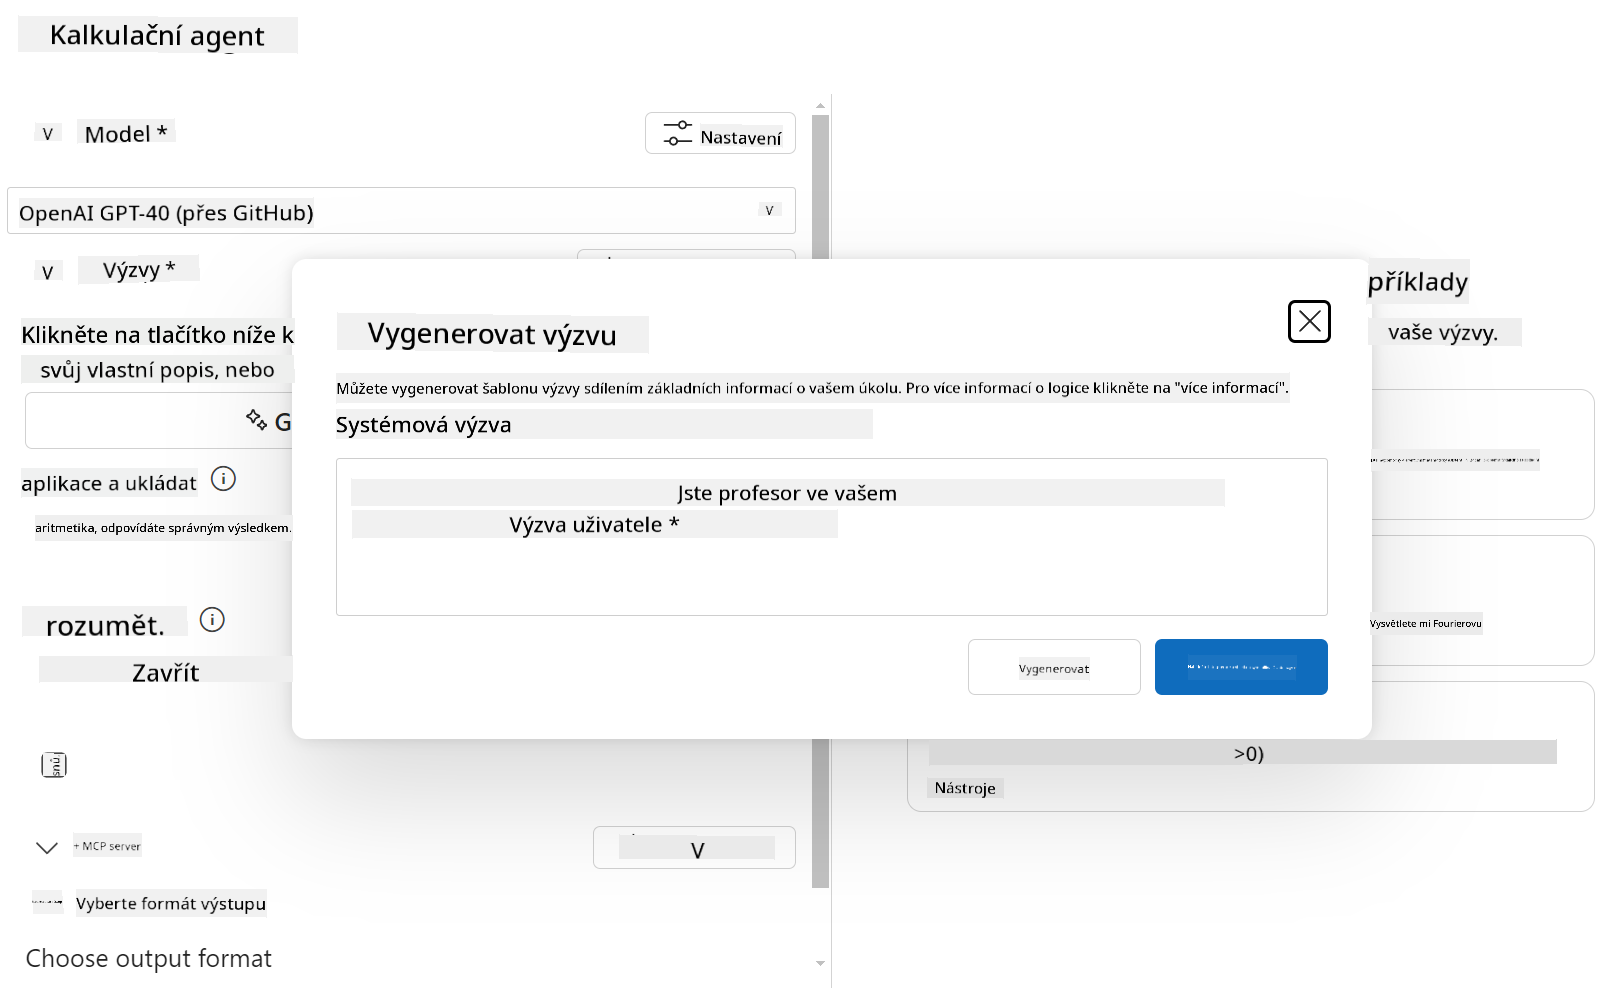 Kalkulační agent
V Model *
Nastavení
OpenAI GPT-40 (přes GitHub)
V
V Výzvy *
příklady
Klikněte na tlačítko níže k
vaše výzvy.
svůj vlastní popis, nebo
G
aplikace a ukládat
aritmetika, odpovídáte správným výsledkem.
rozumět.
Zavřít
Vygenerovat výzvu
Můžete vygenerovat šablonu výzvy sdílením základních informací o vašem úkolu. Pro více informací o logice klikněte na "více informací".
Systémová výzva
Jste profesor ve vašem
Výzva uživatele *
Vygenerovat
Vysvětlete mi Fourierovu
>0)
Nástroje
+ MCP server
V
Vyberte formát výstupu
Choose output format